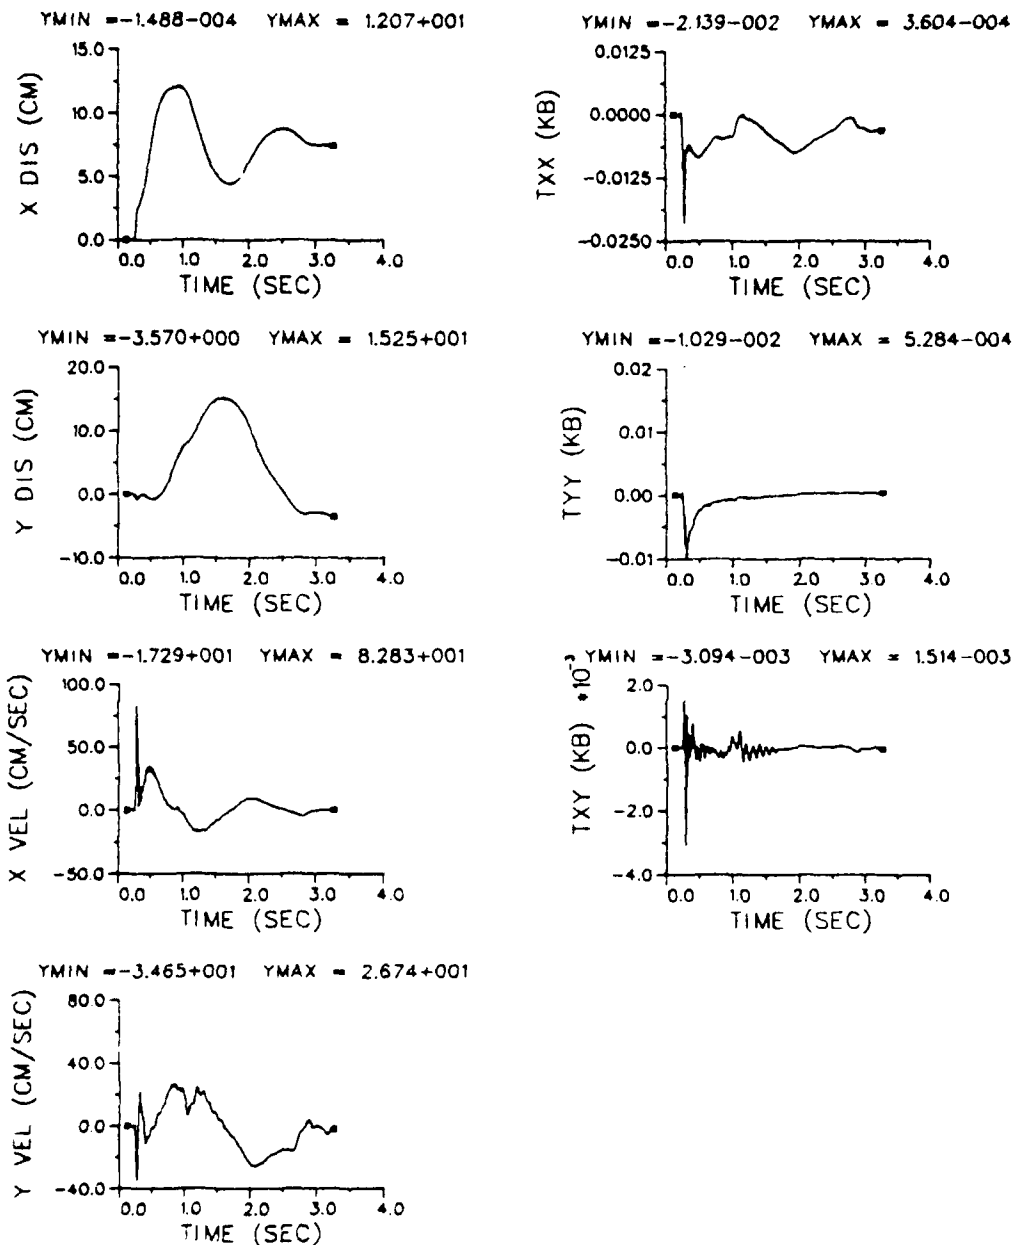 YMIN =-1.488-004 YMAX = 1.207+001
15.0
10.0
5.0
0.0
X DIS (CM)
0.0 1.0 2.0 3.0 4.0
TIME (SEC)
YMIN =-2.139-002 YMAX = 3.604-004
0.0125
0.0000
-0.0125
-0.0250
TXX (KB)
0.0 1.0 2.0 3.0 4.0
TIME (SEC)
YMIN =-3.570+000 YMAX = 1.525+001
20.0
10.0
0.0
-10.0
Y DIS (CM)
0.0 1.0 2.0 3.0 4.0
TIME (SEC)
YMIN =-1.029-002 YMAX = 5.284-004
0.02
0.01
0.00
-0.01
TYY (KB)
0.0 1.0 2.0 3.0 4.0
TIME (SEC)
YMIN =-1.729+001 YMAX = 8.283+001
100.0
50.0
0.0
-50.0
X VEL (CM/SEC)
0.0 1.0 2.0 3.0 4.0
TIME (SEC)
YMIN =-3.094-003 YMAX = 1.514-003
2.0
0.0
-2.0
-4.0
TXY (KB) *10-3
0.0 1.0 2.0 3.0 4.0
TIME (SEC)
YMIN =-3.465+001 YMAX = 2.674+001
80.0
40.0
0.0
-40.0
Y VEL (CM/SEC)
0.0 1.0 2.0 3.0 4.0
TIME (SEC)